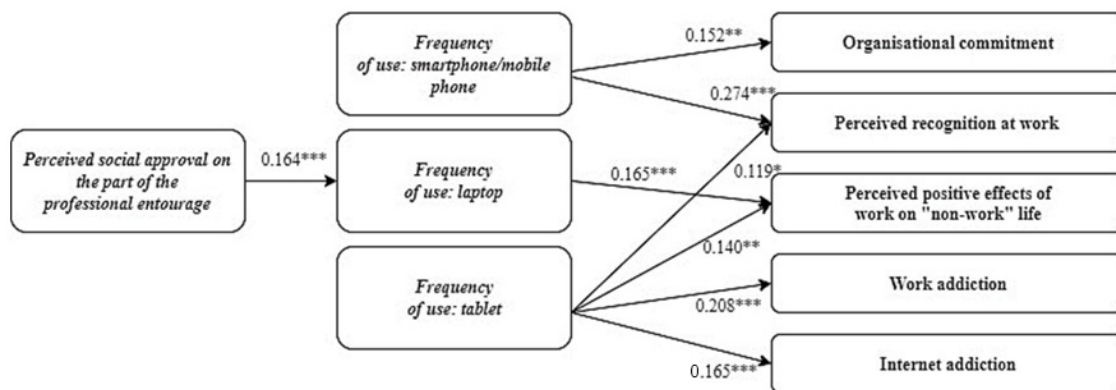 Perceived social approval on
the part of the
professional entourage
0.164***
Frequency
of use: smartphone/mobile
phone
Frequency
of use: laptop
Frequency
of use: tablet
0.152**
0.274***
0.165***
0.119*
0.140**
0.208***
0.165***
Organisational commitment
Perceived recognition at work
Perceived positive effects of
work on "non-work" life
Work addiction
Internet addiction